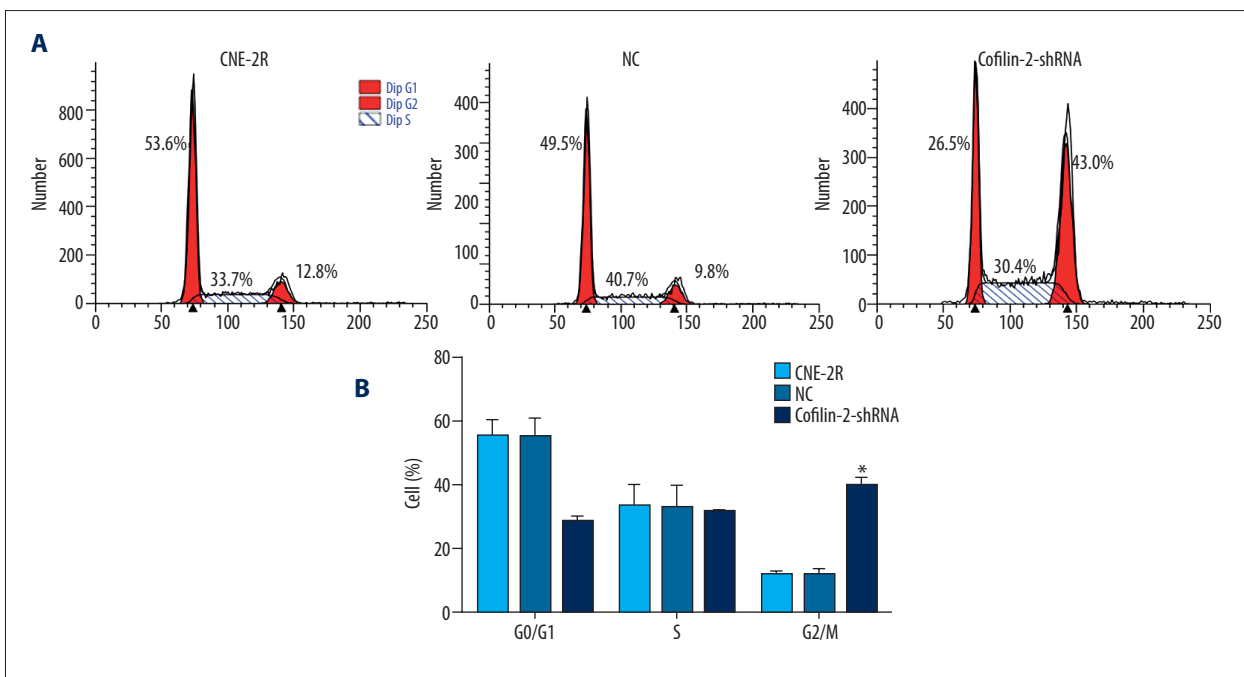 A
CNE-2R
NC
Cofilin-2-shRNA
Dip G1
Dip G2
Dip S
Number
800
600
400
200
0
53.6%
33.7%
12.8%
0 50 100 150 200 250
Number
400
300
200
100
0
49.5%
40.7%
9.8%
0 50 100 150 200 250
Number
400
300
200
100
0
26.5%
43.0%
30.4%
0 50 100 150 200 250
B
CNE-2R
NC
Cofilin-2-shRNA
Cell (%)
80
60
40
20
0
*
G0/G1 S G2/M